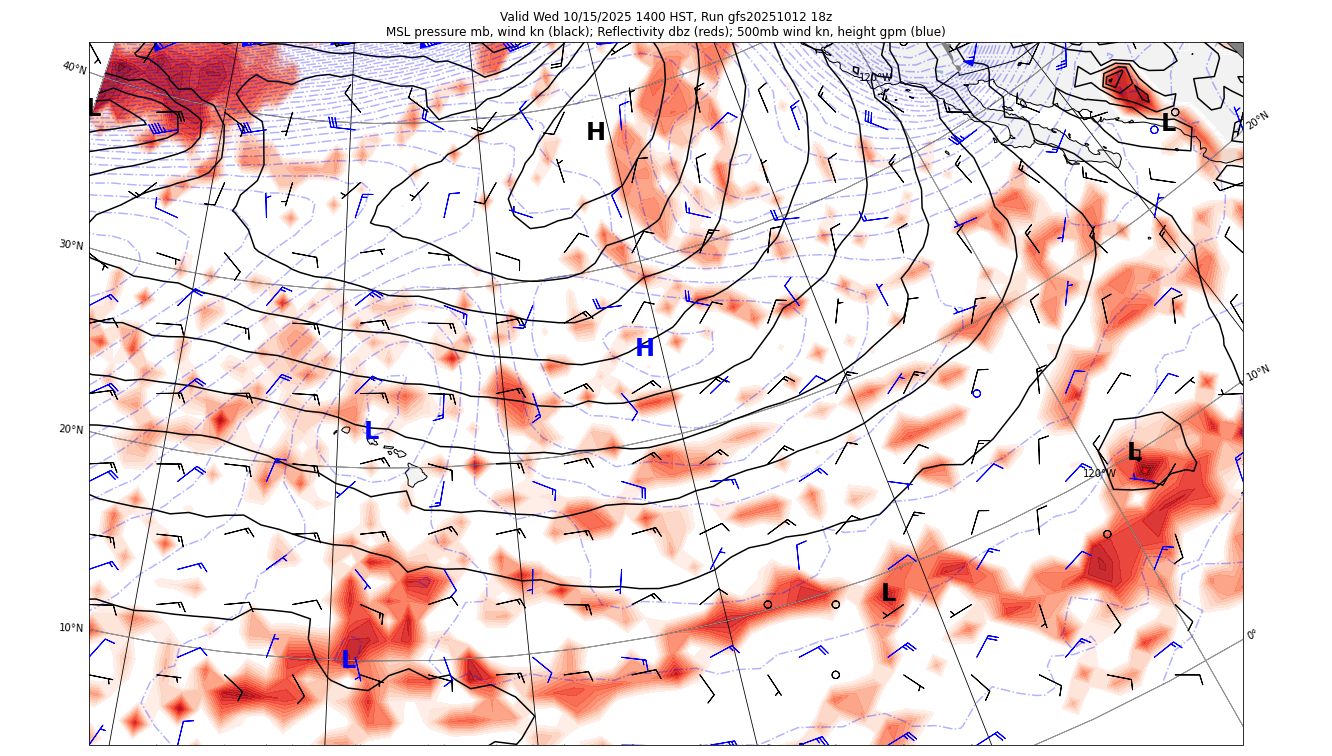 Valid Wed 10/15/2025 1400 HST, Run gfs20251012 18z
MSL pressure mb, wind kn (black); Reflectivity dbz (reds); 500mb wind kn, height gpm (blue)
40°N
120°W
L
L
20°N
H
30°N
H
10°N
20°N
L
L
120°W
L
10°N
0°
L